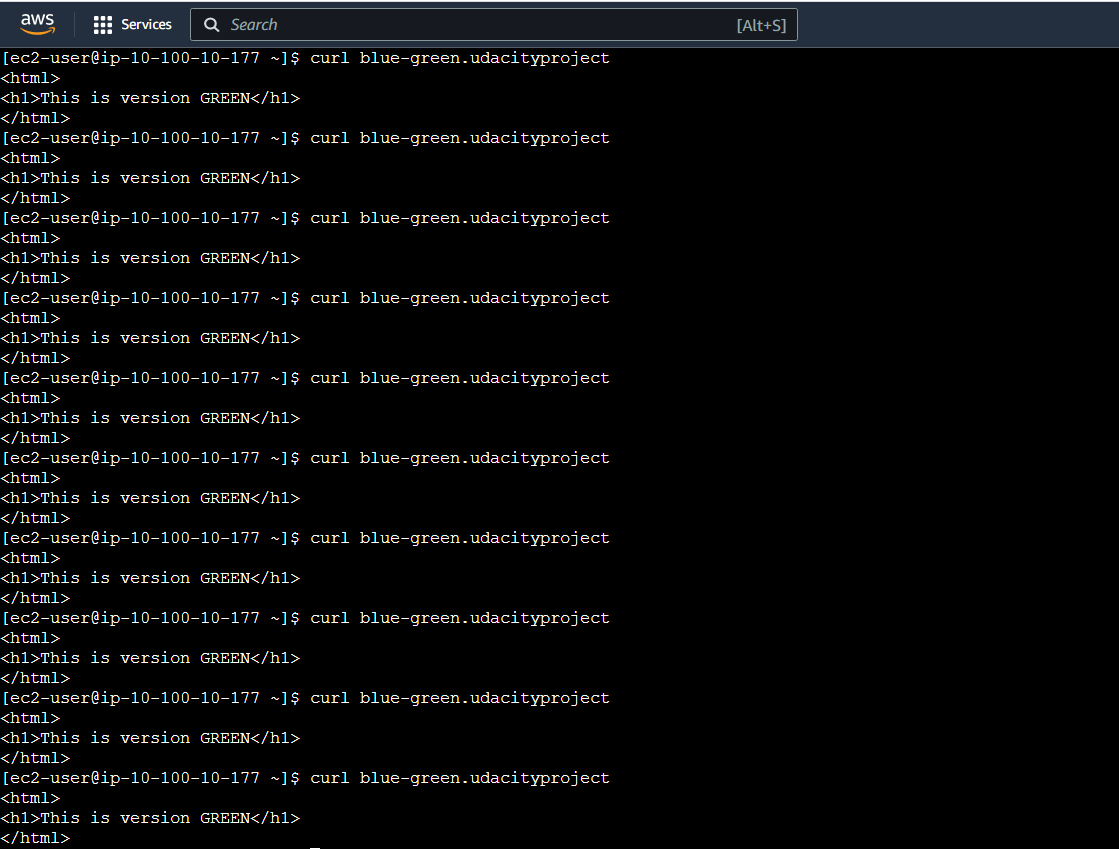 aws
Services
Search
[Alt+S]
[ec2-user@ip-10-100-10-177 ~]$ curl blue-green.udacityproject
<html>
<h1>This is version GREEN</h1>
</html>
[ec2-user@ip-10-100-10-177 ~]$ curl blue-green.udacityproject
<html>
<h1>This is version GREEN</h1>
</html>
[ec2-user@ip-10-100-10-177 ~]$ curl blue-green.udacityproject
<html>
<h1>This is version GREEN</h1>
</html>
[ec2-user@ip-10-100-10-177 ~]$ curl blue-green.udacityproject
<html>
<h1>This is version GREEN</h1>
</html>
[ec2-user@ip-10-100-10-177 ~]$ curl blue-green.udacityproject
<html>
<h1>This is version GREEN</h1>
</html>
[ec2-user@ip-10-100-10-177 ~]$ curl blue-green.udacityproject
<html>
<h1>This is version GREEN</h1>
</html>
[ec2-user@ip-10-100-10-177 ~]$ curl blue-green.udacityproject
<html>
<h1>This is version GREEN</h1>
</html>
[ec2-user@ip-10-100-10-177 ~]$ curl blue-green.udacityproject
<html>
<h1>This is version GREEN</h1>
</html>
[ec2-user@ip-10-100-10-177 ~]$ curl blue-green.udacityproject
<html>
<h1>This is version GREEN</h1>
</html>
[ec2-user@ip-10-100-10-177 ~]$ curl blue-green.udacityproject
<html>
<h1>This is version GREEN</h1>
</html>